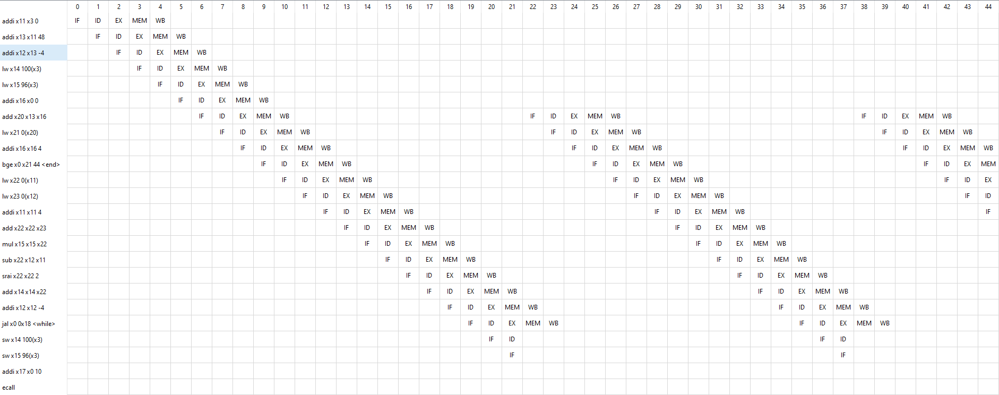 0 1 2 3 4 5 6 7 8 9 10 11 12 13 14 15 16 17 18 19 20 21 22 23 24 25 26 27 28 29 30 31 32 33 34 35 36 37 38 39 40 41 42 43 44
addi x11 x3 0 IF ID EX MEM WB
addi x13 x11 48 IF ID EX MEM WB
addi x12 x13 -4 IF ID EX MEM WB
lw x14 100(x3) IF ID EX MEM WB
lw x15 96(x3) IF ID EX MEM WB
addi x16 x0 0 IF ID EX MEM WB
add x20 x13 x16 IF ID EX MEM WB IF ID EX MEM WB IF ID EX MEM WB
lw x21 0(x20) IF ID EX MEM WB IF ID EX MEM WB IF ID EX MEM WB
addi x16 x16 4 IF ID EX MEM WB IF ID EX MEM WB IF ID EX MEM WB
bge x0 x21 44 <end> IF ID EX MEM WB IF ID EX MEM WB IF ID EX MEM
lw x22 0(x11) IF ID EX MEM WB IF ID EX MEM WB IF ID EX
lw x23 0(x12) IF ID EX MEM WB IF ID EX MEM WB IF ID
addi x11 x11 4 IF ID EX MEM WB IF ID EX MEM WB IF
add x22 x22 x23 IF ID EX MEM WB IF ID EX MEM WB
mul x15 x15 x22 IF ID EX MEM WB IF ID EX MEM WB
sub x22 x12 x11 IF ID EX MEM WB IF ID EX MEM WB
srai x22 x22 2 IF ID EX MEM WB IF ID EX MEM WB
add x14 x14 x22 IF ID EX MEM WB IF ID EX MEM WB
addi x12 x12 -4 IF ID EX MEM WB IF ID EX MEM WB
jal x0 0x18 <while> IF ID EX MEM WB IF ID EX MEM WB
sw x14 100(x3) IF ID IF ID
sw x15 96(x3) IF IF
addi x17 x0 10
ecall